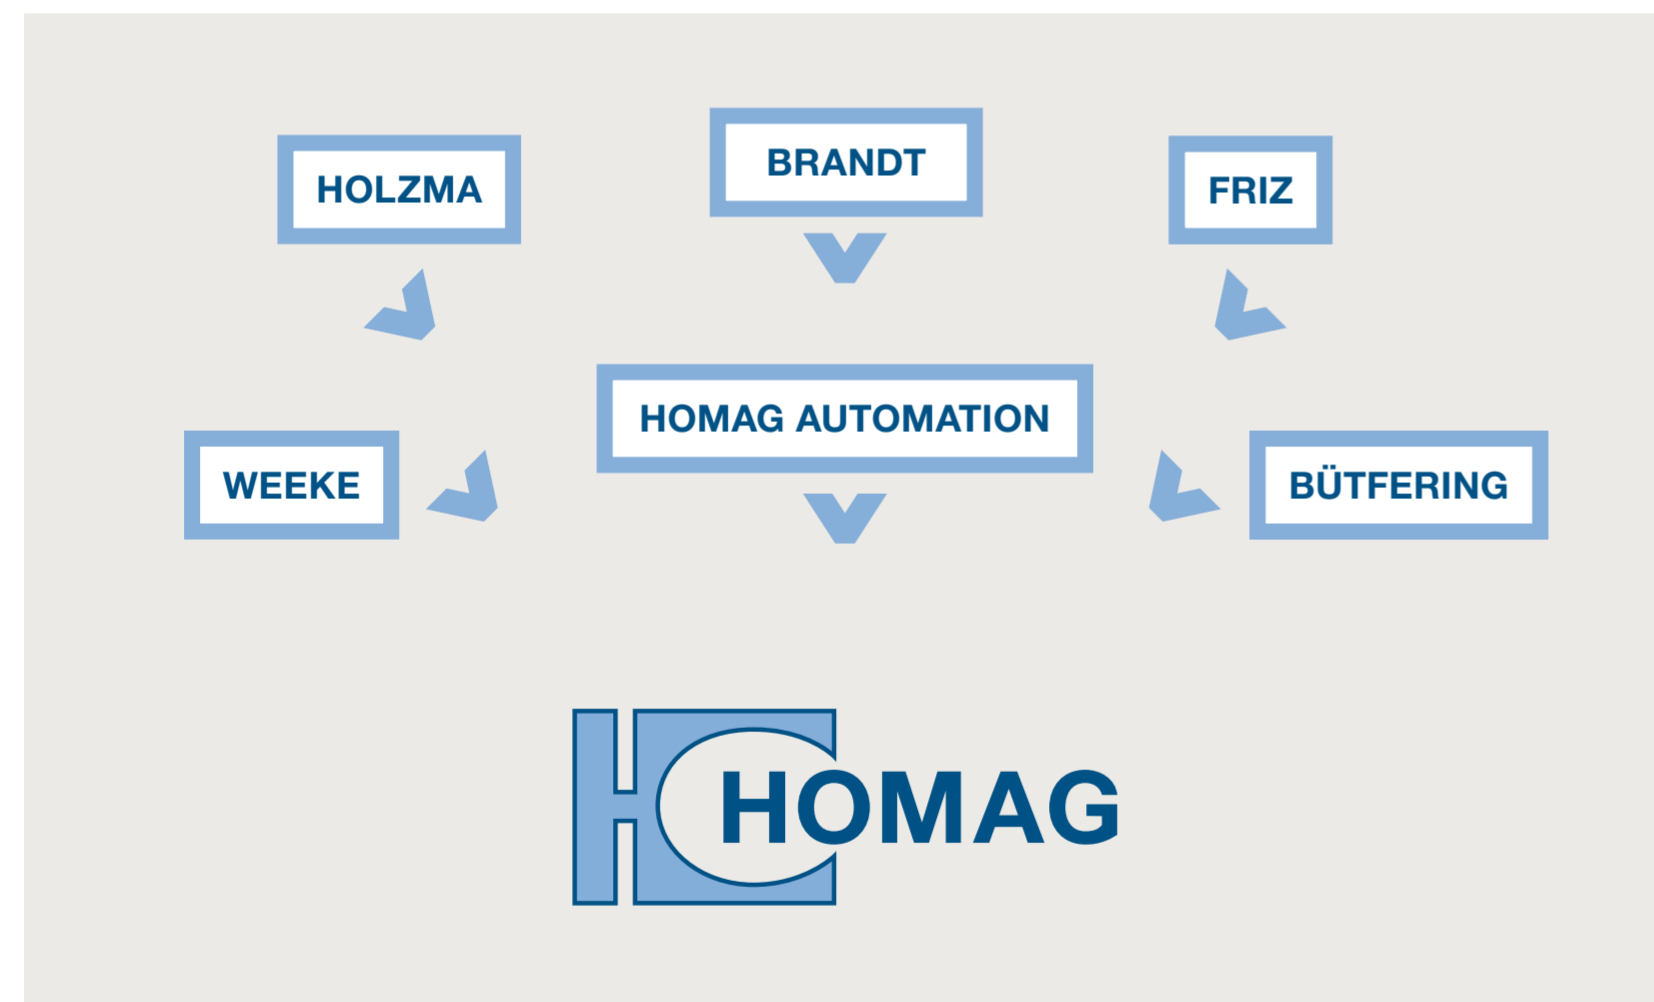 BRANDT
HOLZMA
FRIZ
HOMAG AUTOMATION
WEEKE
BÜTFERING
HOMAG